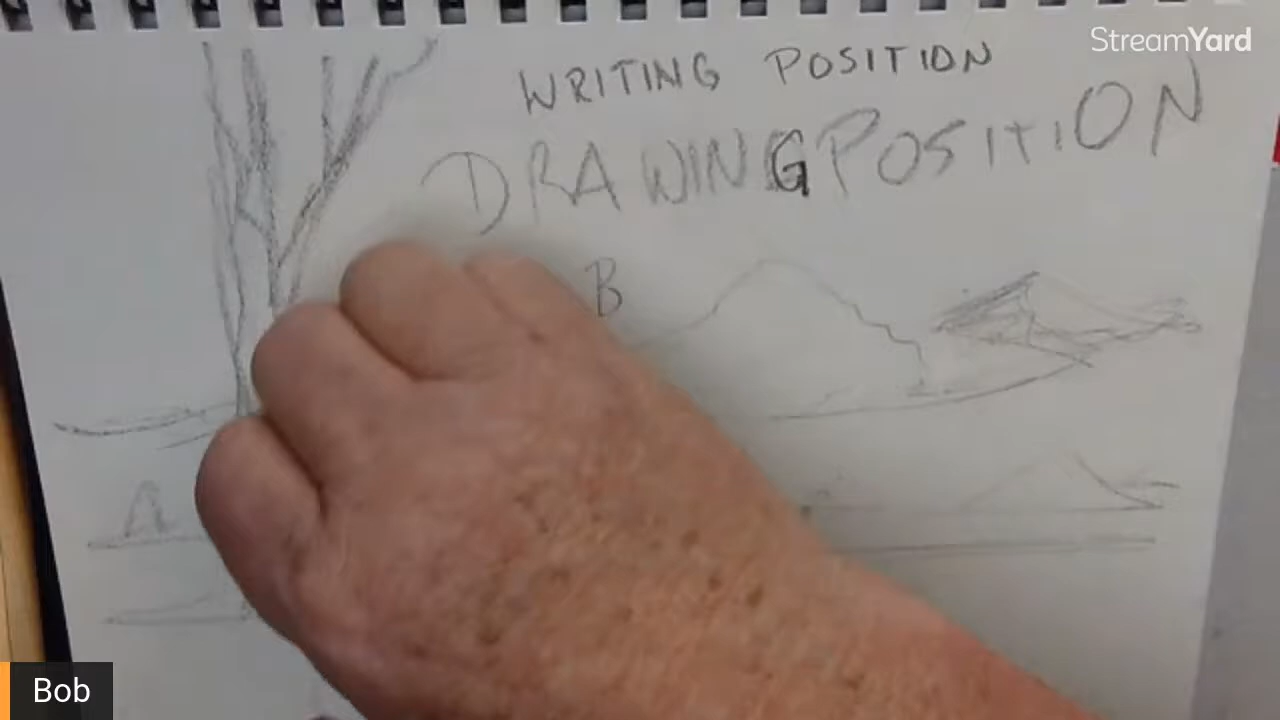 StreamYard
WRITING POSITION
DRAWING POSITION
B
A
Bob